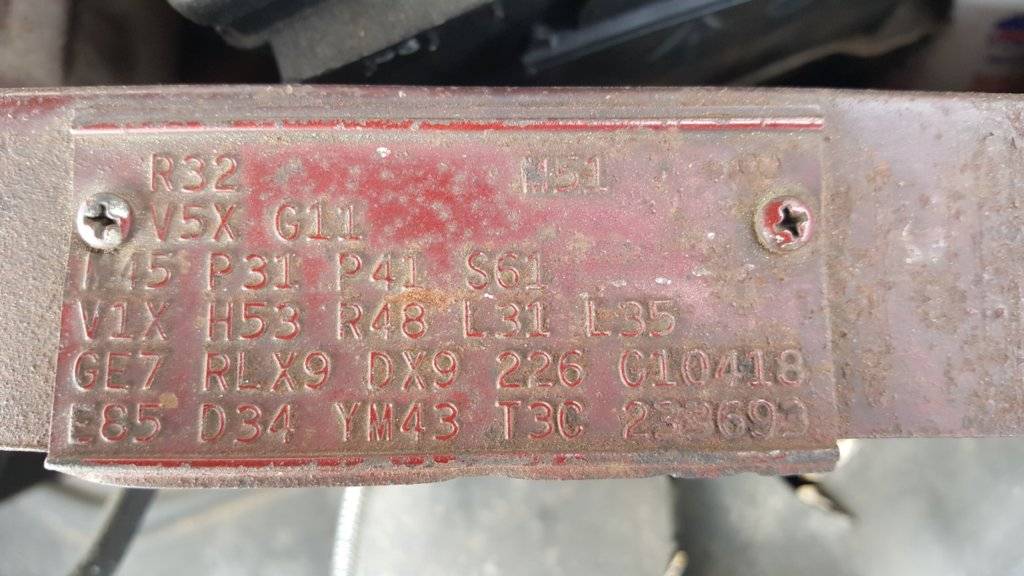 R32 M51
V5X G11
P31 P41 S61
V1X H53 R48 L31 L35
GE7 RLX9 DX9 226 C10418
E85 D34 YM43 T3C